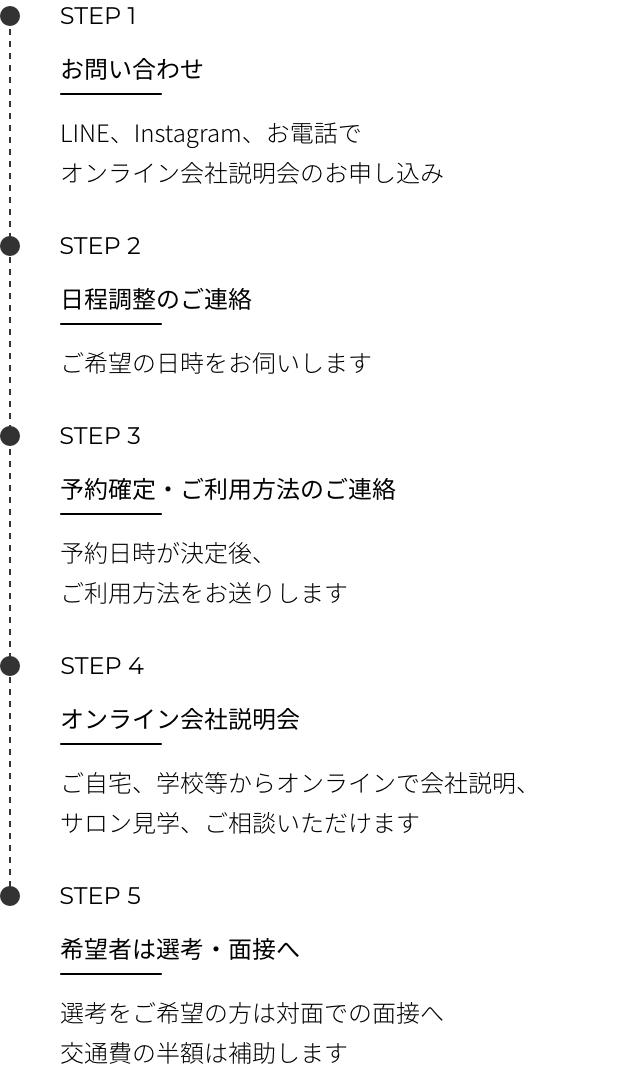 STEP 1
お問い合わせ
LINE、Instagram、お電話で
オンライン会社説明会のお申し込み
STEP 2
日程調整のご連絡
ご希望の日時をお伺いします
STEP 3
予約確定・ご利用方法のご連絡
予約日時が決定後、
ご利用方法をお送りします
STEP 4
オンライン会社説明会
ご自宅、学校等からオンラインで会社説明、
サロン見学、ご相談いただけます
STEP 5
希望者は選考・面接へ
選考をご希望の方は対面での面接へ
交通費の半額は補助します